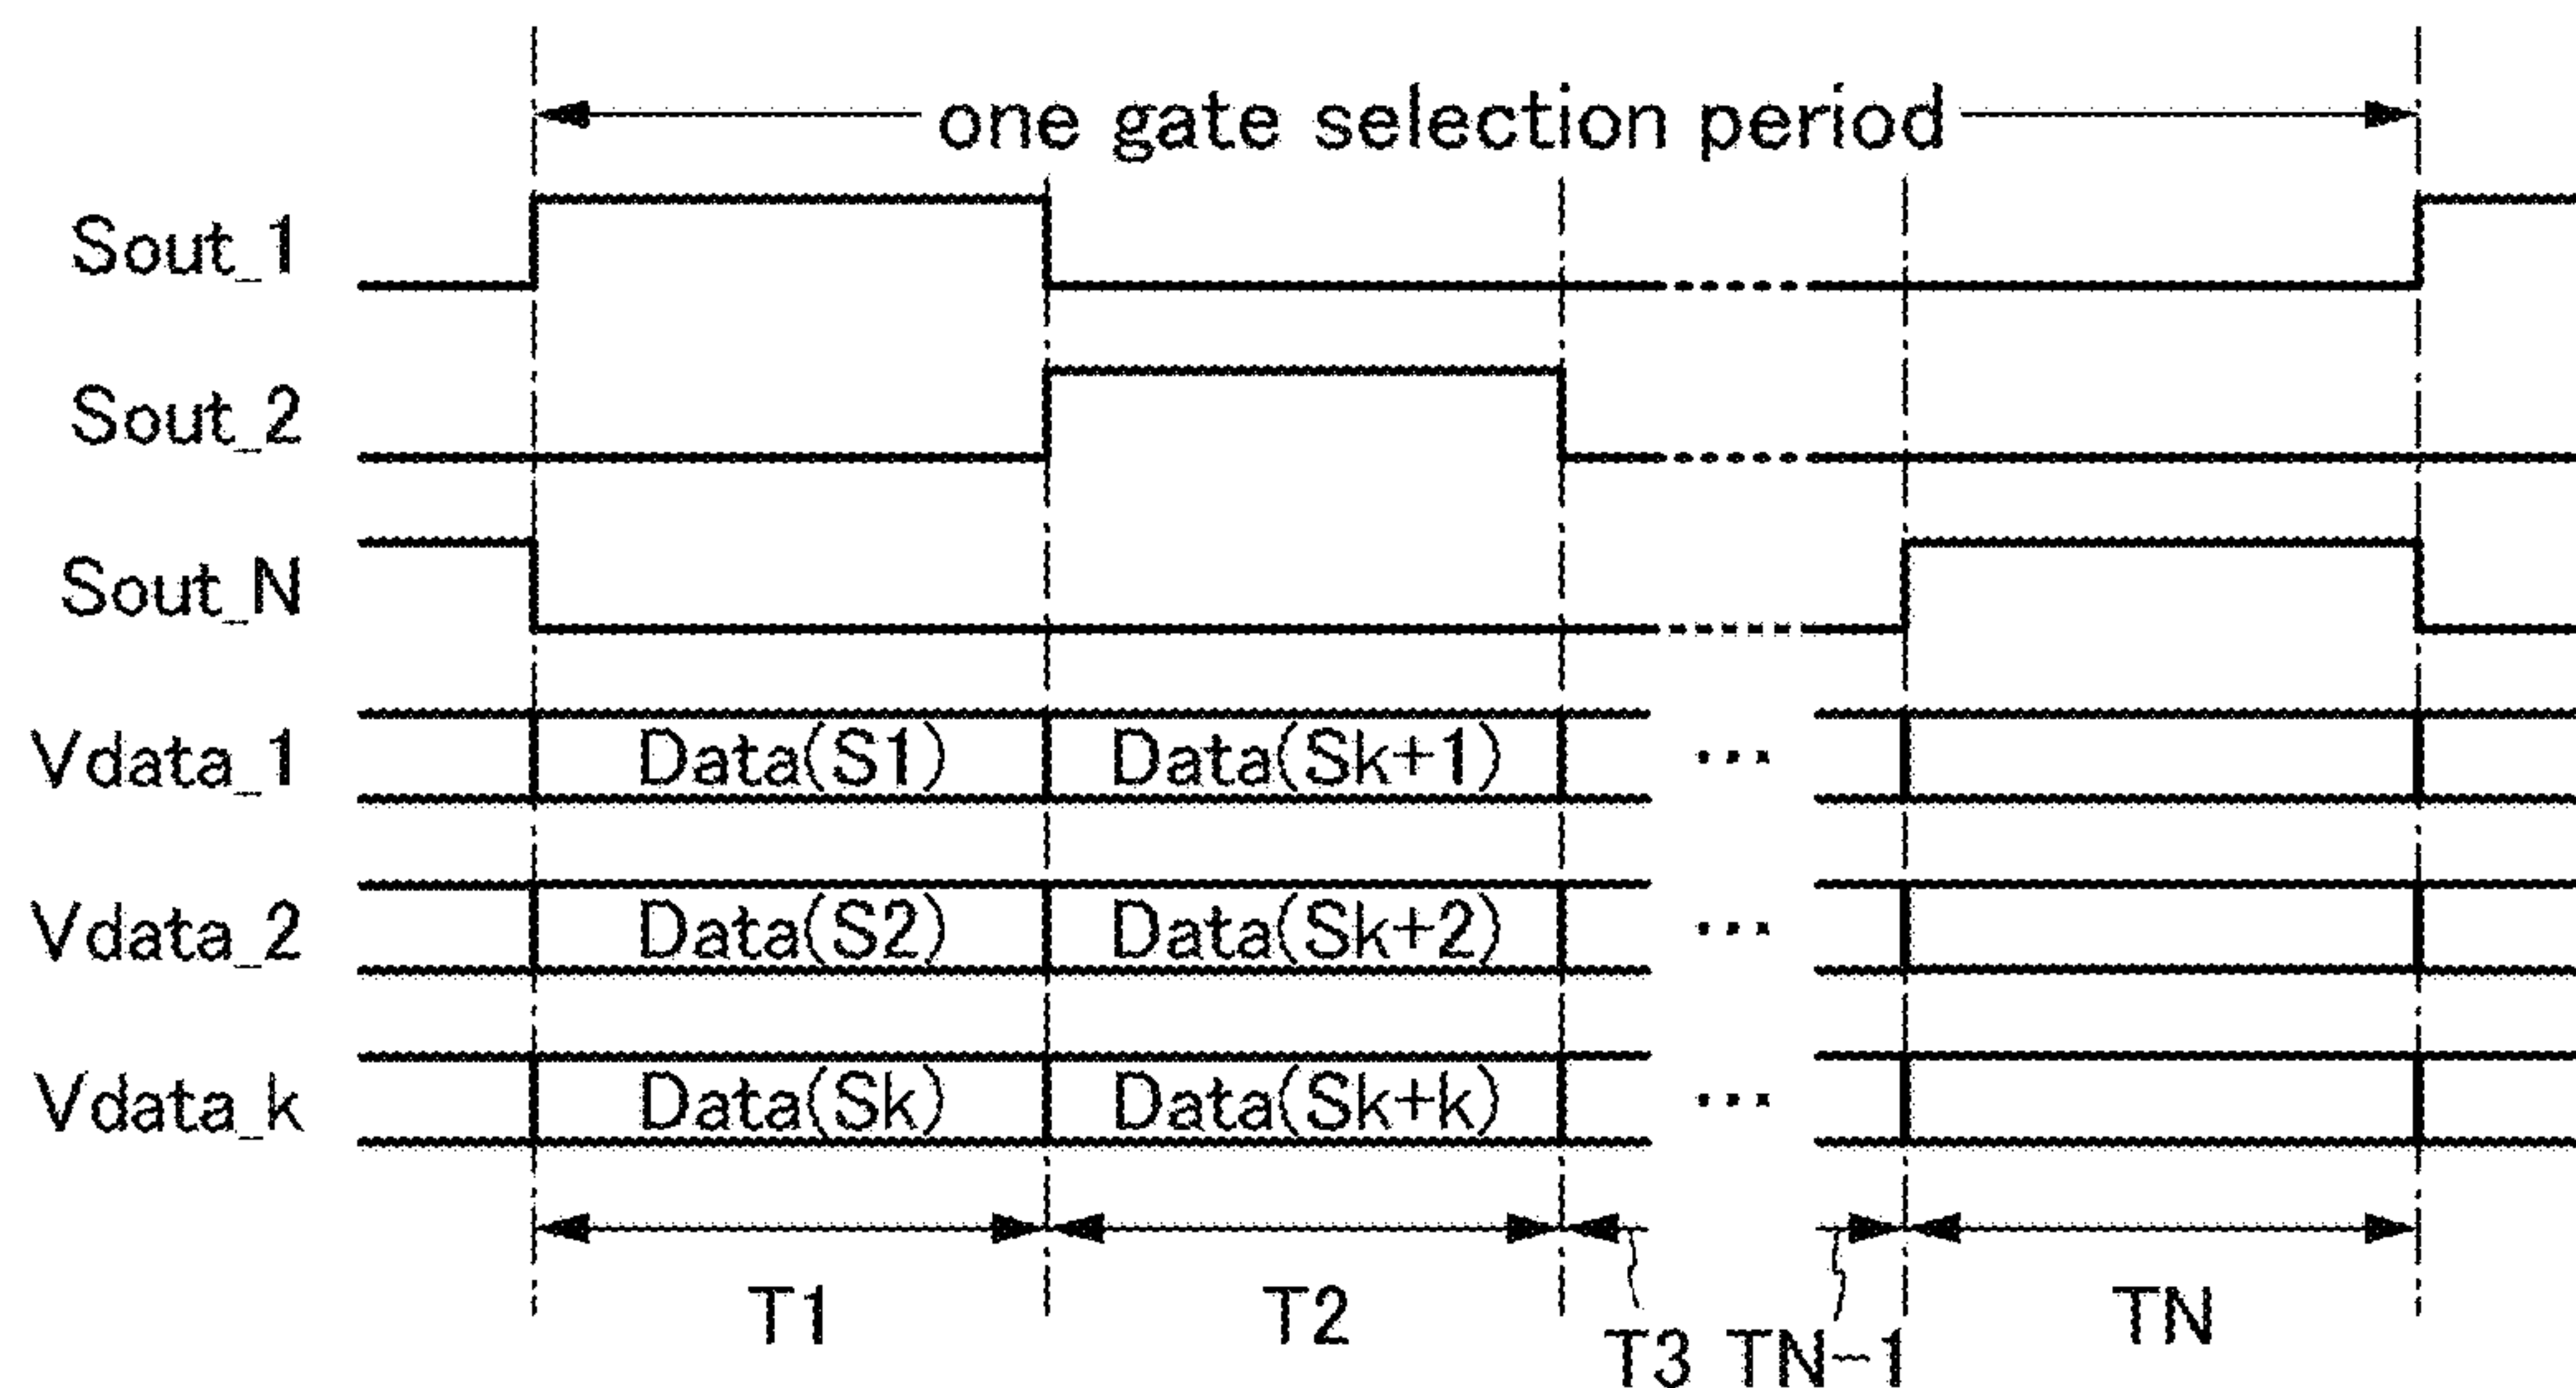 one gate selection period
Sout_1
Sout_2
Sout_N
Vdata_1 Data(S1) Data(Sk+1) ...
Vdata_2 Data(S2) Data(Sk+2) ...
Vdata_k Data(Sk) Data(Sk+k) ...
T1 T2 T3 TN-1 TN